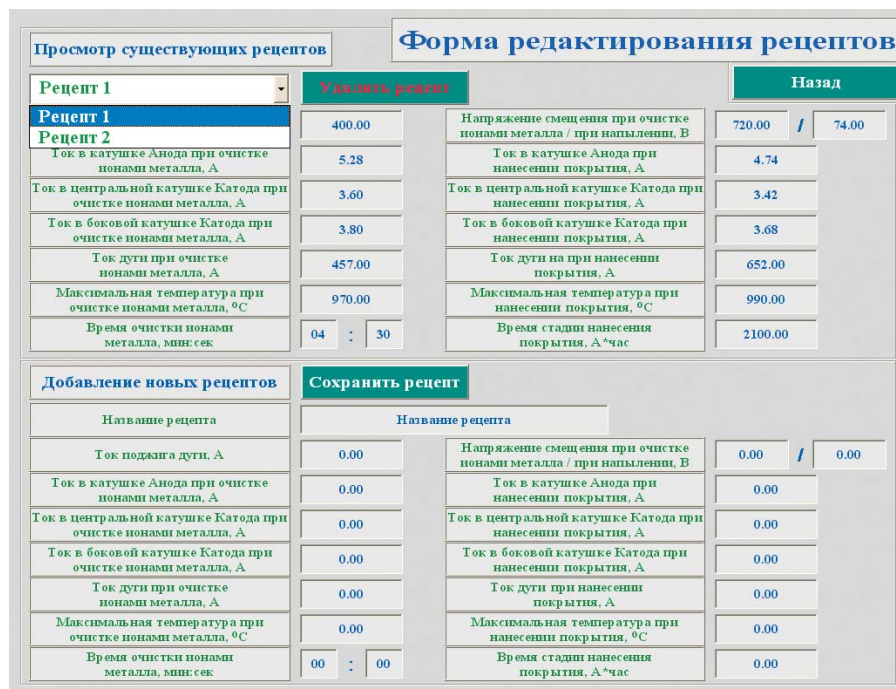 Форма редактирования рецептов
Просмотр существующих рецептов
Рецепт 1
Удалить рецепт
Назад
Рецепт 1
Рецепт 2
400.00
Напряжение смещения при очистке
ионами металла / при напылении, В
720.00 / 74.00
Ток в катушке Анода при очистке
ионами металла, А
5.28
Ток в катушке Анода при
нанесении покрытия, А
4.74
Ток в центральной катушке Катода при
очистке ионами металла, А
3.60
Ток в центральной катушке Катода при
нанесении покрытия, А
3.42
Ток в боковой катушке Катода при
очистке ионами металла, А
3.80
Ток в боковой катушке Катода при
нанесении покрытия, А
3.68
Ток дуги при очистке
ионами металла, А
457.00
Ток дуги на при нанесении
покрытия, А
652.00
Максимальная температура при
очистке ионами металла, ⁰С
970.00
Максимальная температура при
нанесении покрытия, ⁰С
990.00
Время очистки ионами
металла, мин:сек
04 : 30
Время стадии нанесения
покрытия, А*час
2100.00
Добавление новых рецептов
Сохранить рецепт
Название рецепта
Название рецепта
Ток поджига дуги, А
0.00
Напряжение смещения при очистке
ионами металла / при напылении, В
0.00 / 0.00
Ток в катушке Анода при очистке
ионами металла, А
0.00
Ток в катушке Анода при
нанесении покрытия, А
0.00
Ток в центральной катушке Катода при
очистке ионами металла, А
0.00
Ток в центральной катушке Катода при
нанесении покрытия, А
0.00
Ток в боковой катушке Катода при
очистке ионами металла, А
0.00
Ток в боковой катушке Катода при
нанесении покрытия, А
0.00
Ток дуги при очистке
ионами металла, А
0.00
Ток дуги при нанесении
покрытия, А
0.00
Максимальная температура при
очистке ионами металла, ⁰С
0.00
Максимальная температура при
нанесении покрытия, ⁰С
0.00
Время очистки ионами
металла, мин:сек
00 : 00
Время стадии нанесения
покрытия, А*час
0.00